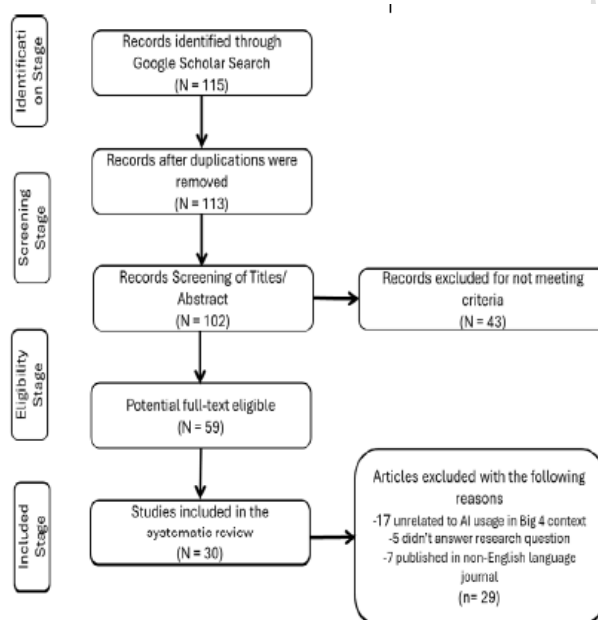 Identificati
on Stage
Records identified through
Google Scholar Search
(N = 115)
Records after duplications were
removed
(N = 113)
Screening
Stage
Records Screening of Titles/
Abstract
(N = 102)
Records excluded for not meeting
criteria
(N = 43)
Eligibility
Stage
Potential full-text eligible
(N = 59)
Included
Stage
Studies included in the
systematic review
(N = 30)
Articles excluded with the following
reasons
-17 unrelated to AI usage in Big 4 context
-5 didn't answer research question
-7 published in non-English language
journal
(n= 29)